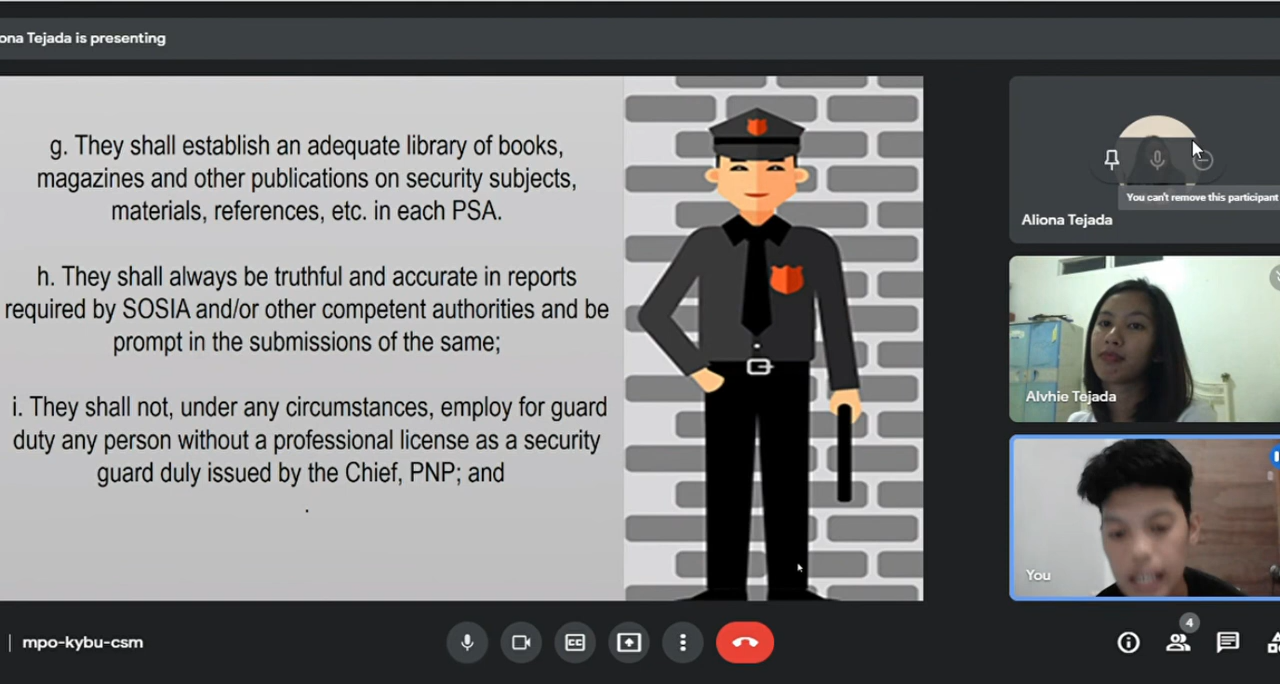 ona Tejada is presenting
g. They shall establish an adequate library of books,
magazines and other publications on security subjects,
materials, references, etc. in each PSA.
h. They shall always be truthful and accurate in reports
required by SOSIA and/or other competent authorities and be
prompt in the submissions of the same;
i. They shall not, under any circumstances, employ for guard
duty any person without a professional license as a security
guard duly issued by the Chief, PNP; and
.
You can't remove this participant
Aliona Tejada
Alvhie Tejada
You
mpo-kybu-csm
CC
4